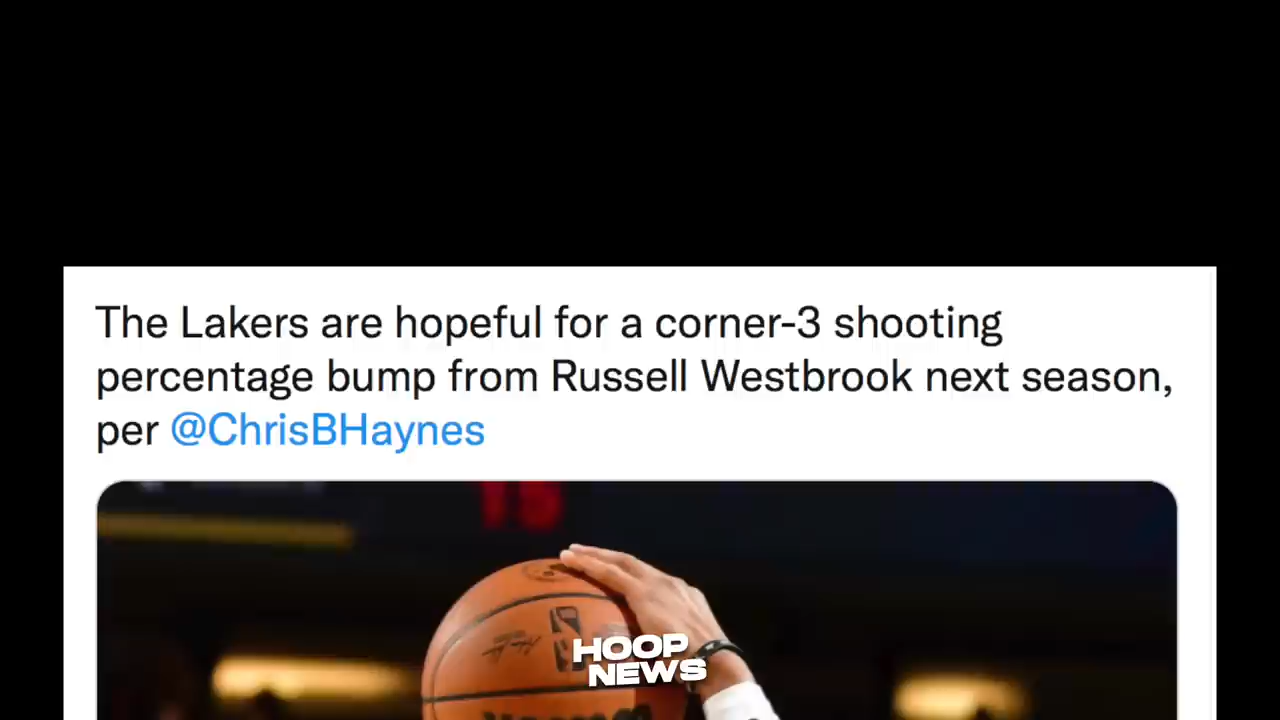 The Lakers are hopeful for a corner-3 shooting
percentage bump from Russell Westbrook next season,
per @ChrisBHaynes
15
HOOP
NEWS